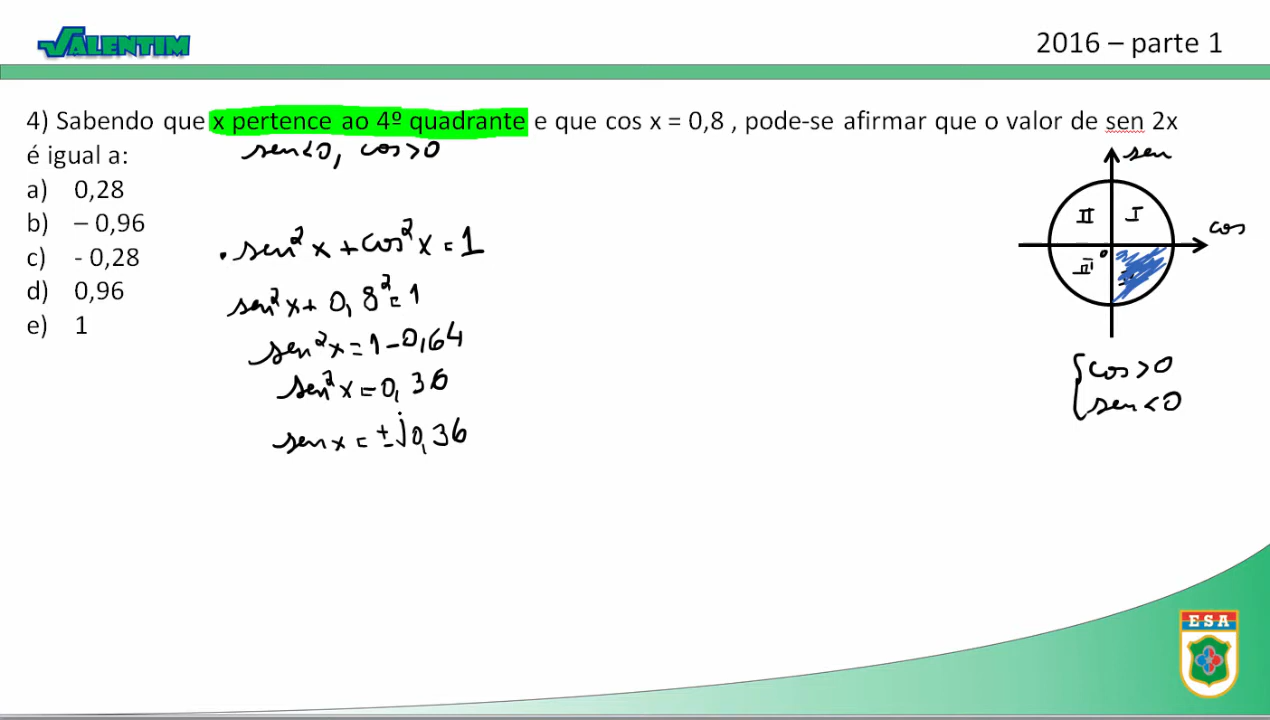 VALENTIM
2016 – parte 1
4) Sabendo que x pertence ao 4º quadrante e que cos x = 0,8 , pode-se afirmar que o valor de sen 2x
é igual a:
sen<0, cos>0
a) 0,28
b) – 0,96
c) - 0,28
d) 0,96
e) 1
. sen² x + cos² x = 1
sen² x + 0,8² = 1
sen² x = 1 - 0,64
sen² x = 0,36
sen x = ± √0,36
sen
II I
cos
III
cos > 0
sen < 0
ESA